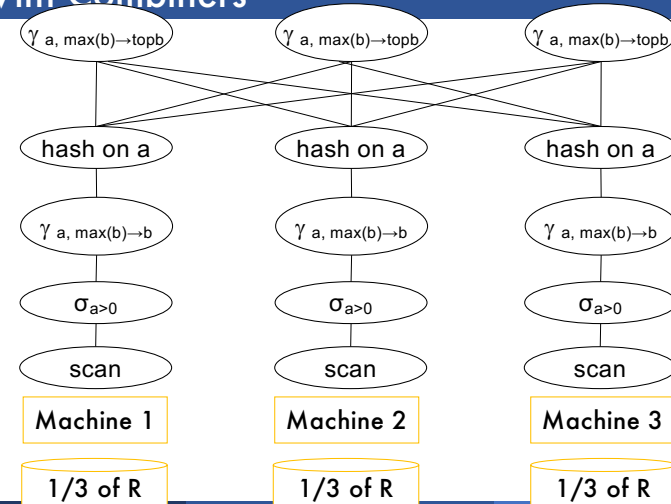 With Combiners
γ a, max(b)→topb γ a, max(b)→topb γ a, max(b)→topb
hash on a hash on a hash on a
γ a, max(b)→b γ a, max(b)→b γ a, max(b)→b
σa>0 σa>0 σa>0
scan scan scan
Machine 1 Machine 2 Machine 3
1/3 of R 1/3 of R 1/3 of R